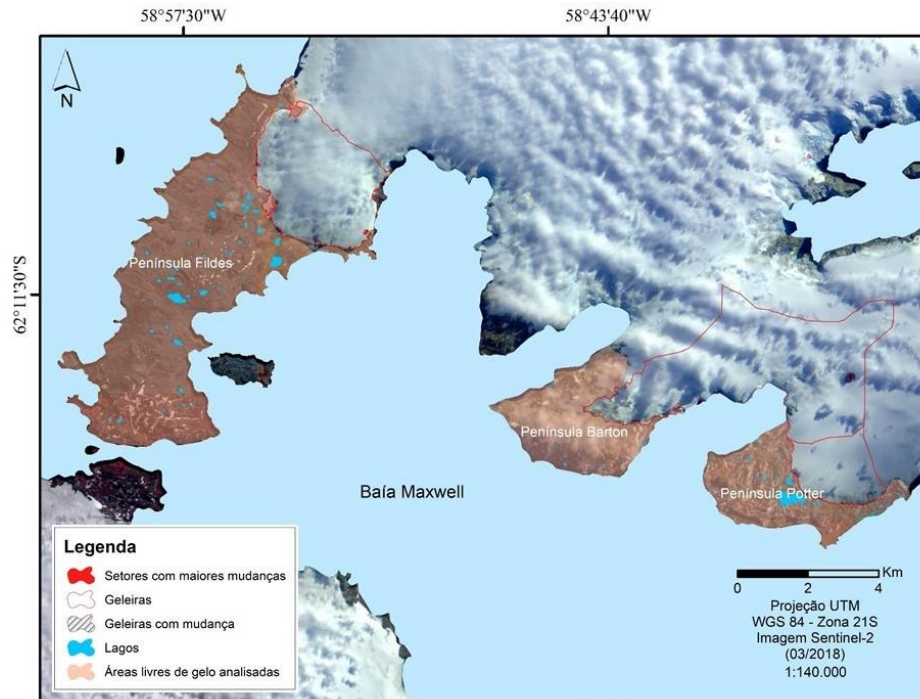 58°57'30"W
58°43'40"W
N
62°11'30"S
Península Fildes
Península Barton
Península Potter
Baía Maxwell
Legenda
Setores com maiores mudanças
Geleiras
Geleiras com mudança
Lagos
Áreas livres de gelo analisadas
Km
0 2 4
Projeção UTM
WGS 84 - Zona 21S
Imagem Sentinel-2
(03/2018)
1:140.000